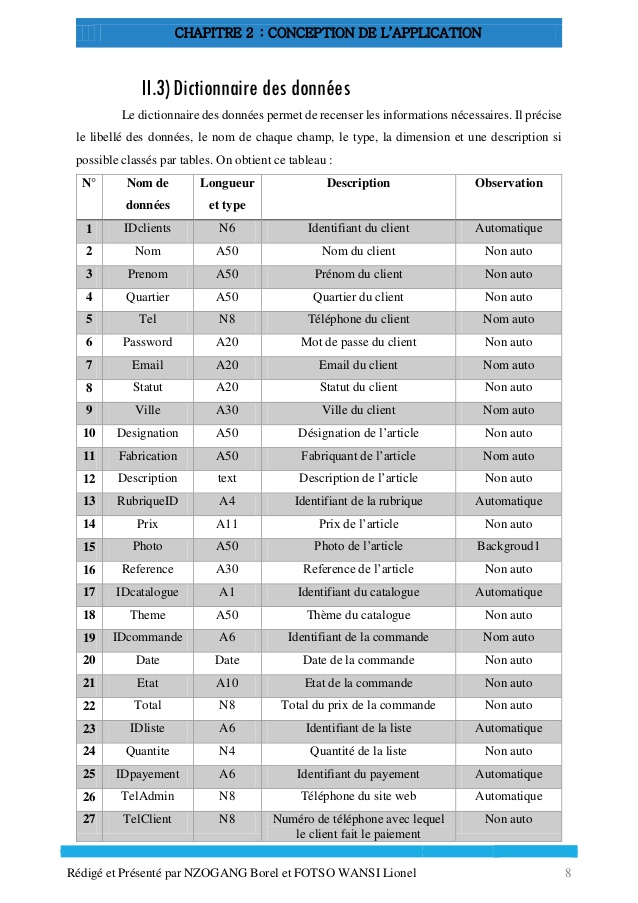 CHAPITRE 2 : CONCEPTION DE L'APPLICATION
II.3) Dictionnaire des données
Le dictionnaire des données permet de recenser les informations nécessaires. Il précise
le libellé des données, le nom de chaque champ, le type, la dimension et une description si
possible classés par tables. On obtient ce tableau :
N° Nom de données Longueur et type Description Observation
1 IDclients N6 Identifiant du client Automatique
2 Nom A50 Nom du client Non auto
3 Prenom A50 Prénom du client Non auto
4 Quartier A50 Quartier du client Non auto
5 Tel N8 Téléphone du client Nom auto
6 Password A20 Mot de passe du client Non auto
7 Email A20 Email du client Nom auto
8 Statut A20 Statut du client Non auto
9 Ville A30 Ville du client Nom auto
10 Designation A50 Désignation de l'article Non auto
11 Fabrication A50 Fabriquant de l'article Nom auto
12 Description text Description de l'article Non auto
13 RubriqueID A4 Identifiant de la rubrique Automatique
14 Prix A11 Prix de l'article Non auto
15 Photo A50 Photo de l'article Backgroud1
16 Reference A30 Reference de l'article Non auto
17 IDcatalogue A1 Identifiant du catalogue Automatique
18 Theme A50 Thème du catalogue Non auto
19 IDcommande A6 Identifiant de la commande Nom auto
20 Date Date Date de la commande Non auto
21 Etat A10 Etat de la commande Non auto
22 Total N8 Total du prix de la commande Non auto
23 IDliste A6 Identifiant de la liste Automatique
24 Quantite N4 Quantité de la liste Non auto
25 IDpayement A6 Identifiant du payement Automatique
26 TelAdmin N8 Téléphone du site web Automatique
27 TelClient N8 Numéro de téléphone avec lequel le client fait le paiement Non auto
Rédigé et Présenté par NZOGANG Borel et FOTSO WANSI Lionel 8